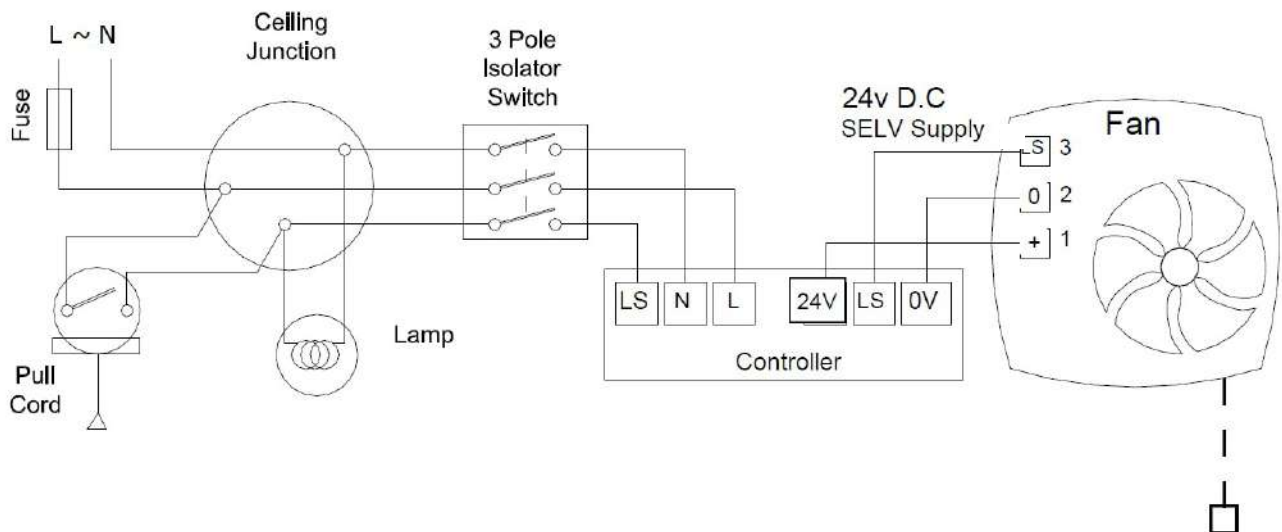 L ~ N
Fuse
Ceiling
Junction
3 Pole
Isolator
Switch
24v D.C
SELV Supply
Fan
LS 3
0 2
+ 1
LS N L 24V LS 0V
Controller
Lamp
Pull
Cord